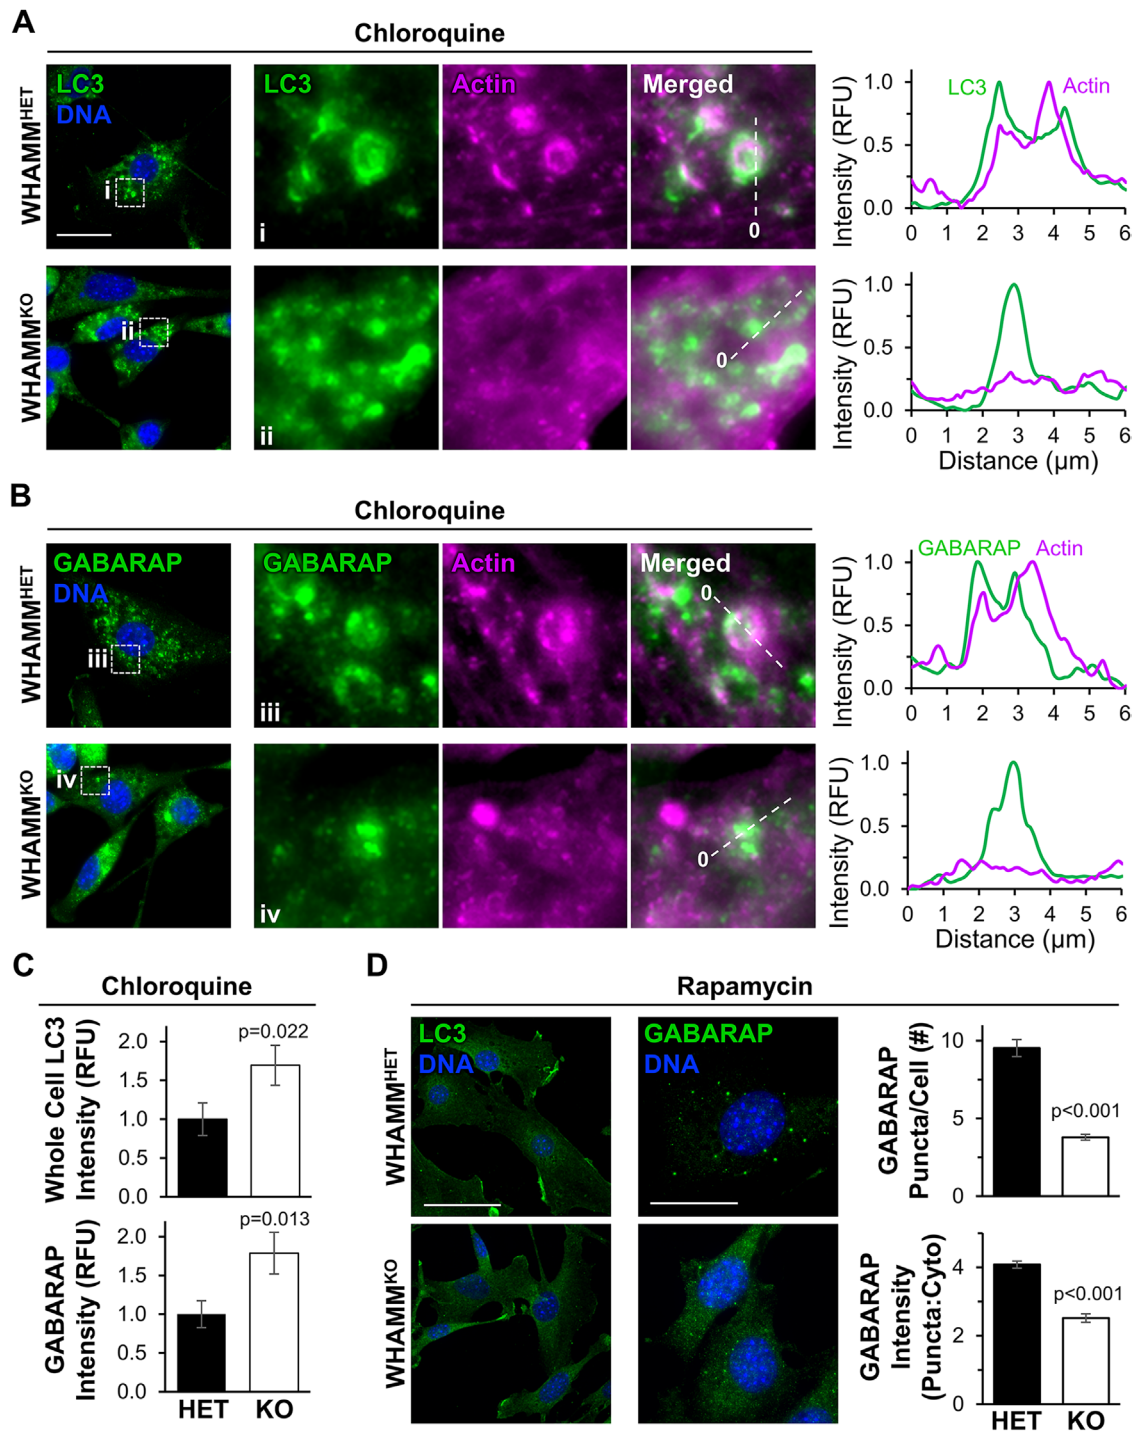 A
Chloroquine
WHAMMHET
LC3
DNA
i
LC3
i
Actin
Merged
0
Intensity (RFU)
1.0
0.5
0.0
LC3
Actin
0 1 2 3 4 5 6
WHAMMKO
ii
ii
0
Intensity (RFU)
1.0
0.5
0.0
0 1 2 3 4 5 6
Distance (µm)
B
Chloroquine
WHAMMHET
GABARAP
DNA
iii
GABARAP
iii
Actin
Merged
0
Intensity (RFU)
GABARAP
Actin
1.0
0.5
0.0
0 1 2 3 4 5 6
WHAMMKO
iv
iv
0
Intensity (RFU)
1.0
0.5
0.0
0 1 2 3 4 5 6
Distance (µm)
C
Chloroquine
Whole Cell LC3
Intensity (RFU)
2.0
1.5
1.0
0.5
0.0
p=0.022
GABARAP
Intensity (RFU)
2.0
1.5
1.0
0.5
0.0
p=0.013
HET KO
D
Rapamycin
WHAMMHET
LC3
DNA
GABARAP
DNA
WHAMMKO
GABARAP
Puncta/Cell (#)
10
5
0
p<0.001
GABARAP
Intensity
(Puncta:Cyto)
4
2
0
p<0.001
HET KO